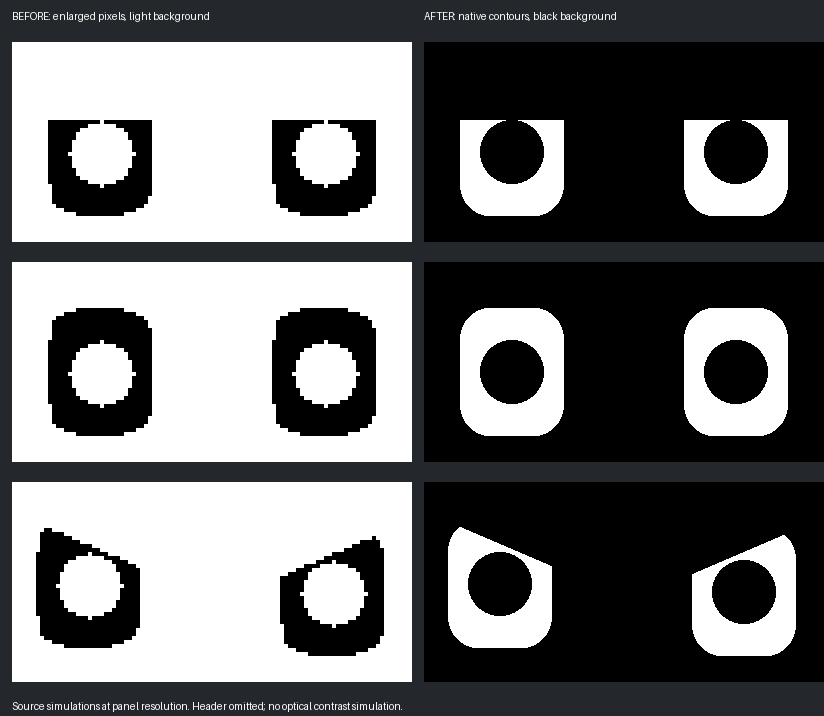 BEFORE: enlarged pixels, light background
AFTER: native contours, black background
Source simulations at panel resolution. Header omitted; no optical contrast simulation.